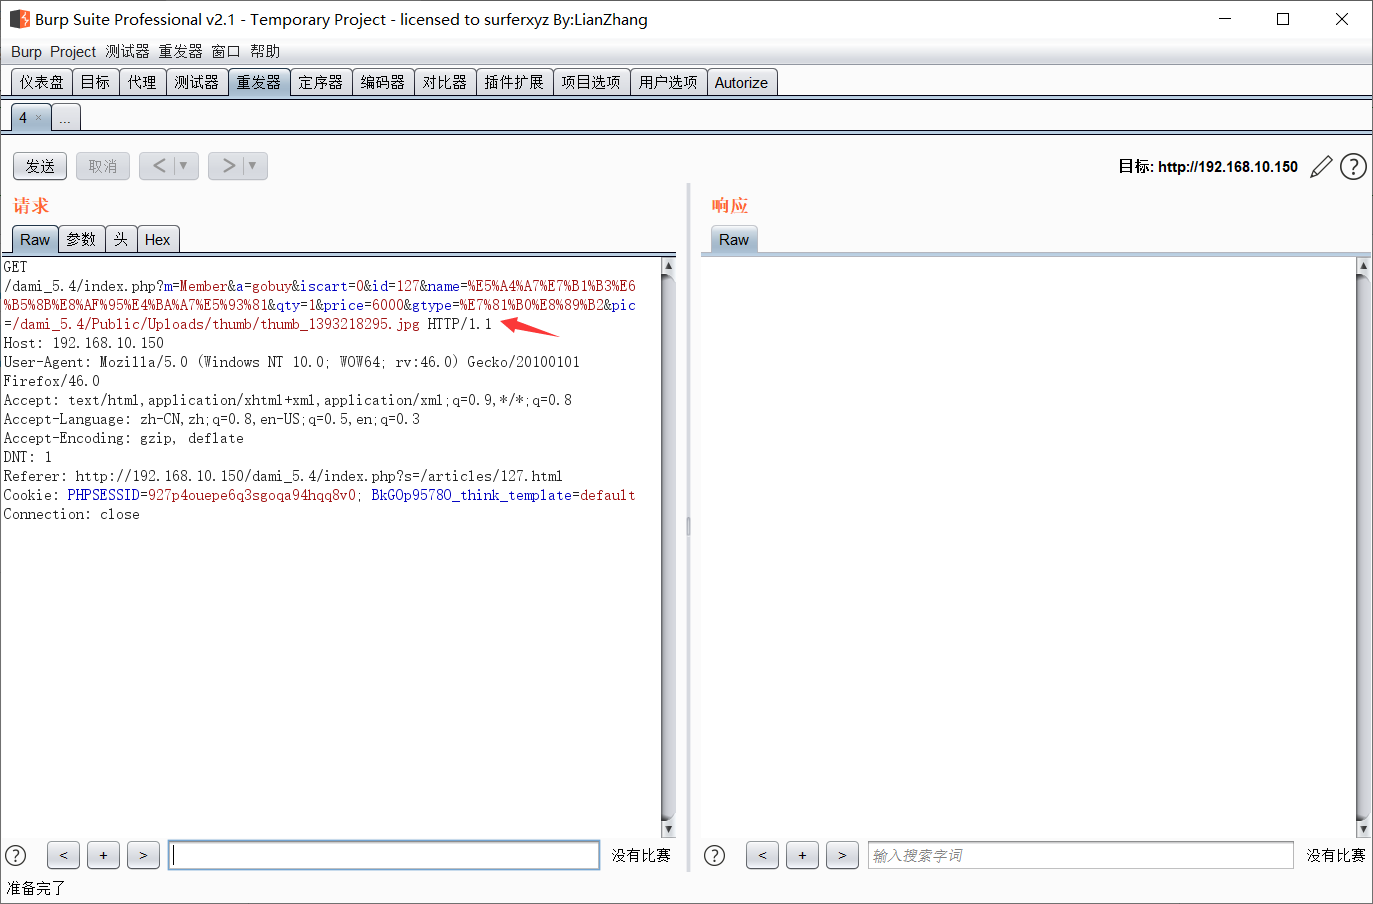 Burp Suite Professional v2.1 - Temporary Project - licensed to surferxyz By:LianZhang
Burp Project 测试器 重发器 窗口 帮助
仪表盘 目标 代理 测试器 重发器 定序器 编码器 对比器 插件扩展 项目选项 用户选项 Autorize
4 × ...
发送 取消 < ▼ > ▼ 目标: http://192.168.10.150 ?
请求
Raw 参数 头 Hex
GET
/dami_5.4/index.php?m=Member&a=gobuy&iscart=0&id=127&name=%E5%A4%A7%E7%B1%B3%E6
%B5%8B%E8%AF%95%E4%BA%A7%E5%93%81&qty=1&price=6000&gtype=%E7%81%B0%E8%89%B2&pic
=/dami_5.4/Public/Uploads/thumb/thumb_1393218295.jpg HTTP/1.1
Host: 192.168.10.150
User-Agent: Mozilla/5.0 (Windows NT 10.0; WOW64; rv:46.0) Gecko/20100101
Firefox/46.0
Accept: text/html,application/xhtml+xml,application/xml;q=0.9,*/*;q=0.8
Accept-Language: zh-CN,zh;q=0.8,en-US;q=0.5,en;q=0.3
Accept-Encoding: gzip, deflate
DNT: 1
Referer: http://192.168.10.150/dami_5.4/index.php?s=/articles/127.html
Cookie: PHPSESSID=927p4ouepe6q3sgoqa94hqq8v0; BkGOp9578O_think_template=default
Connection: close
? < + > 没有比赛
响应
Raw
? < + > 输入搜索字词 没有比赛
准备完了